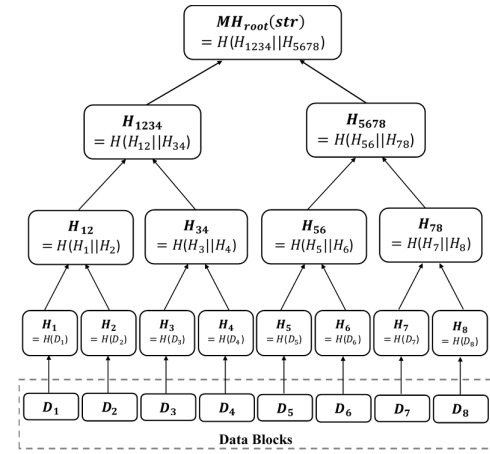 MH_root(str)
= H(H_1234||H_5678)
H_1234
= H(H_12||H_34)
H_5678
= H(H_56||H_78)
H_12
= H(H_1||H_2)
H_34
= H(H_3||H_4)
H_56
= H(H_5||H_6)
H_78
= H(H_7||H_8)
H_1
= H(D_1)
H_2
= H(D_2)
H_3
= H(D_3)
H_4
= H(D_4)
H_5
= H(D_5)
H_6
= H(D_6)
H_7
= H(D_7)
H_8
= H(D_8)
D_1 D_2 D_3 D_4 D_5 D_6 D_7 D_8
Data Blocks